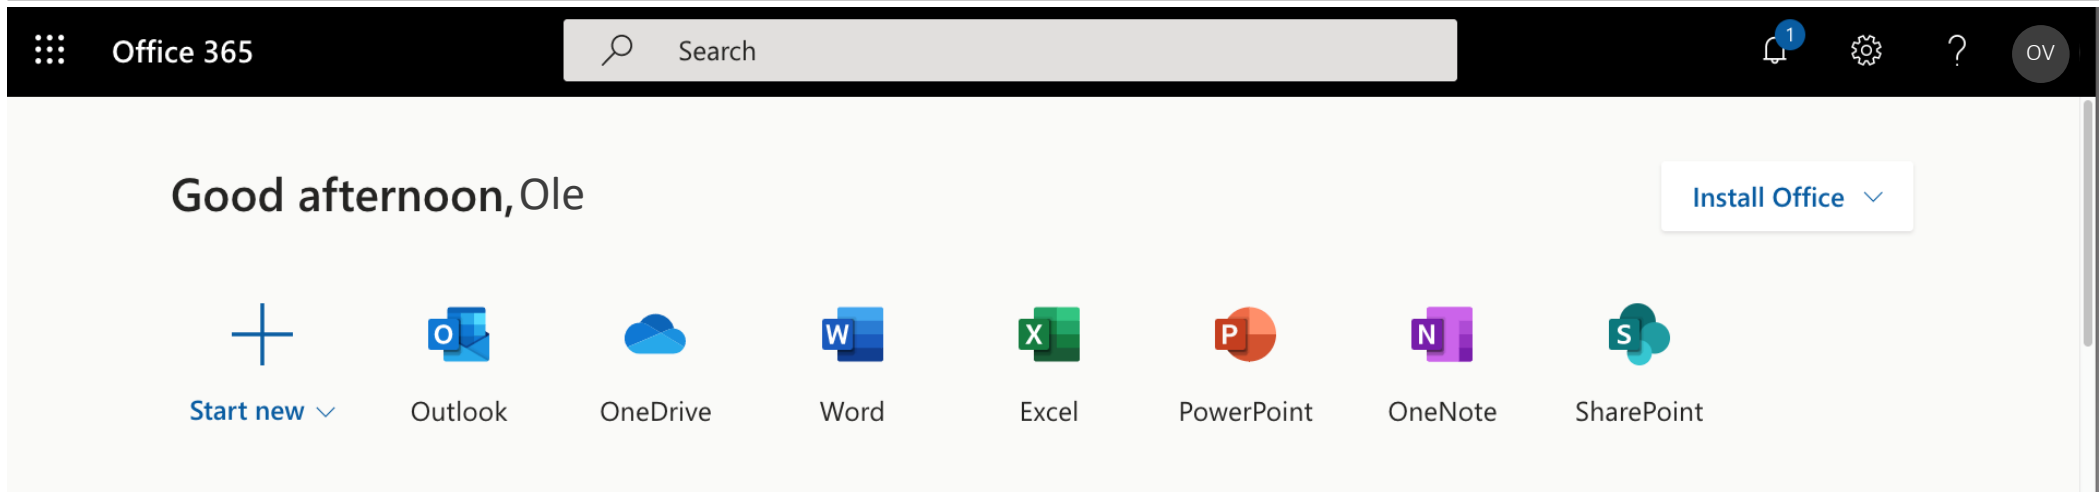 Office 365
Search
1
?
OV
Good afternoon, Ole
Install Office
Start new
O
Outlook
OneDrive
W
Word
X
Excel
P
PowerPoint
N
OneNote
S
SharePoint